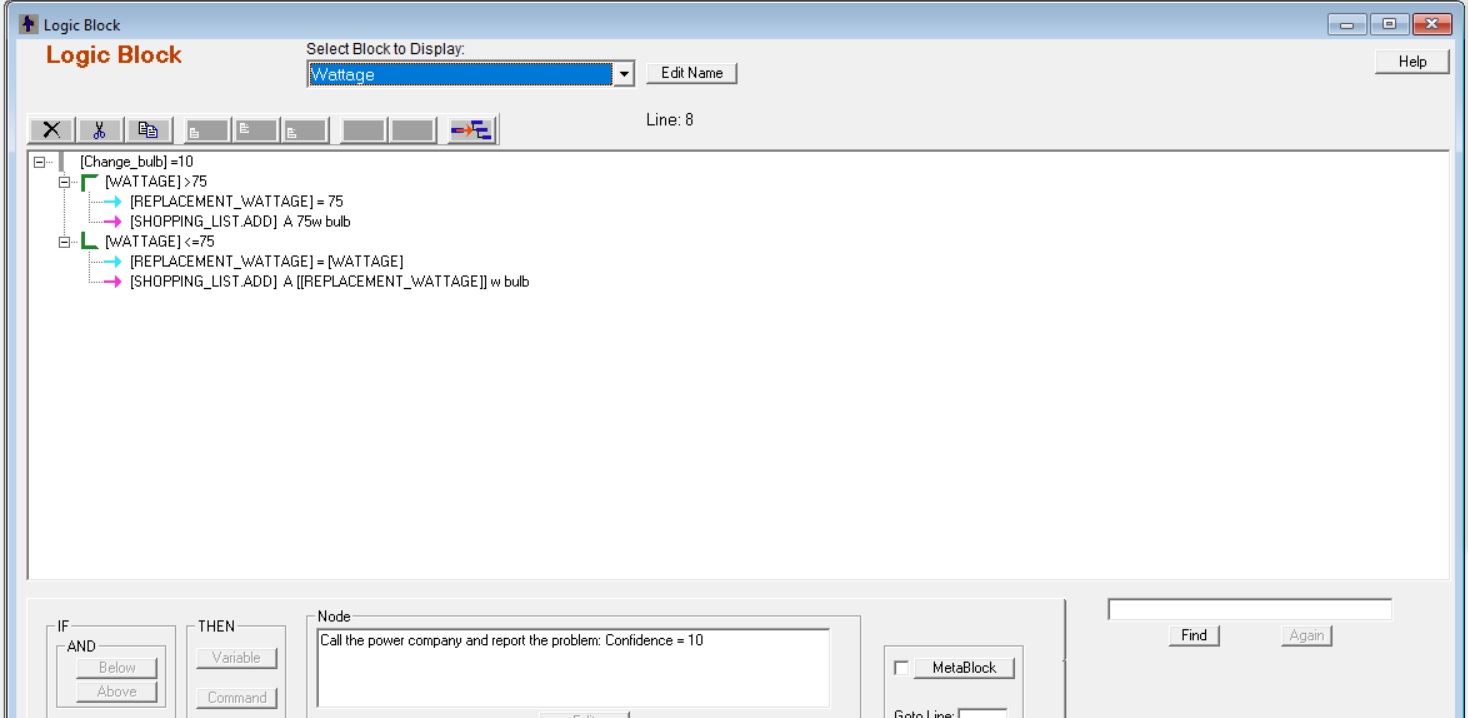 Logic Block
Logic Block
Select Block to Display:
Wattage
Edit Name
Help
Line: 8
[Change_bulb] =10
[WATTAGE] >75
[REPLACEMENT_WATTAGE] = 75
[SHOPPING_LIST.ADD] A 75w bulb
[WATTAGE] <=75
[REPLACEMENT_WATTAGE] = [WATTAGE]
[SHOPPING_LIST.ADD] A [[REPLACEMENT_WATTAGE]] w bulb
IF
AND
Below
Above
THEN
Variable
Command
Node
Call the power company and report the problem: Confidence = 10
MetaBlock
Goto Line:
Find
Again